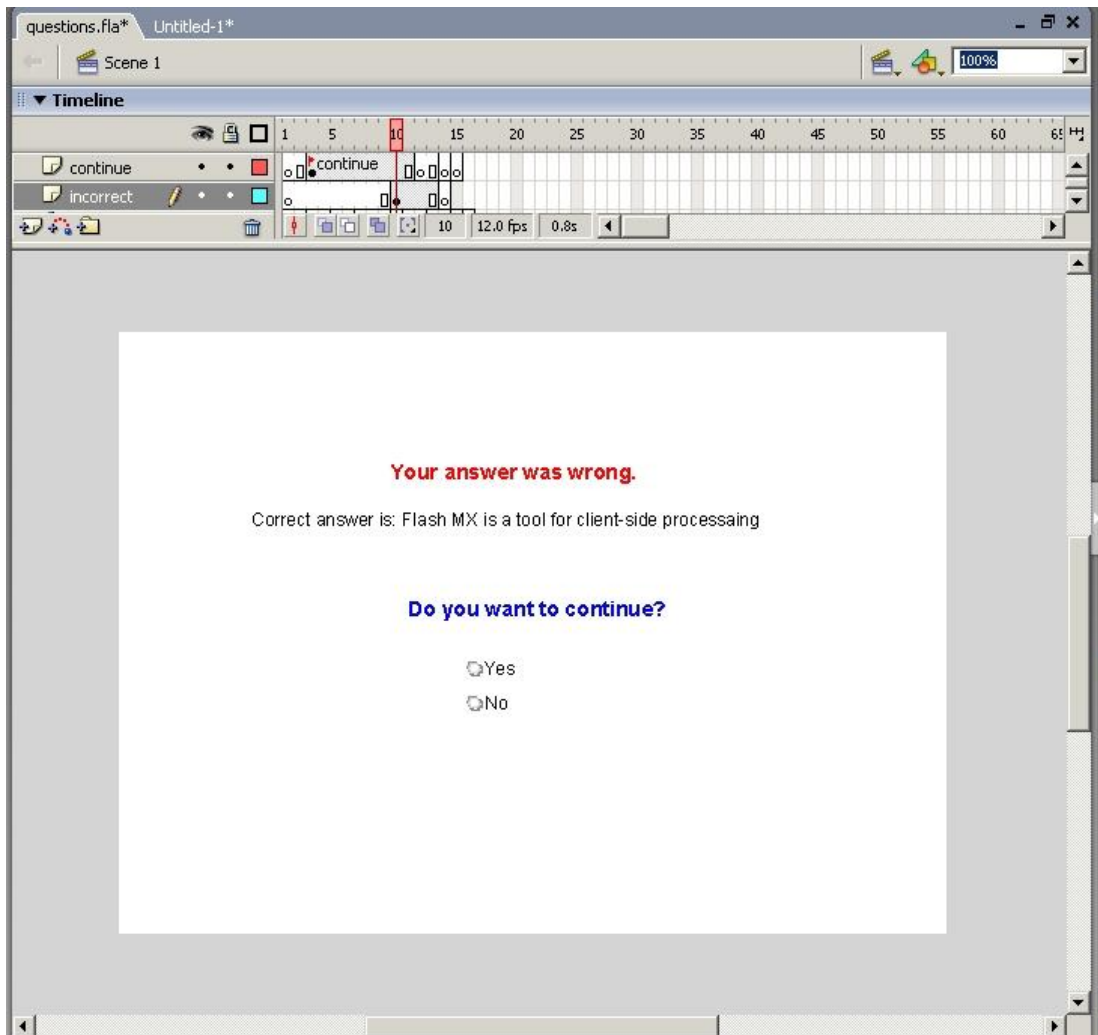 questions.fla* Untitled-1*
Scene 1 100%
Timeline
1 5 10 15 20 25 30 35 40 45 50 55 60 65
continue continue
incorrect
10 12.0 fps 0.8s
Your answer was wrong.
Correct answer is: Flash MX is a tool for client-side processaing
Do you want to continue?
Yes
No